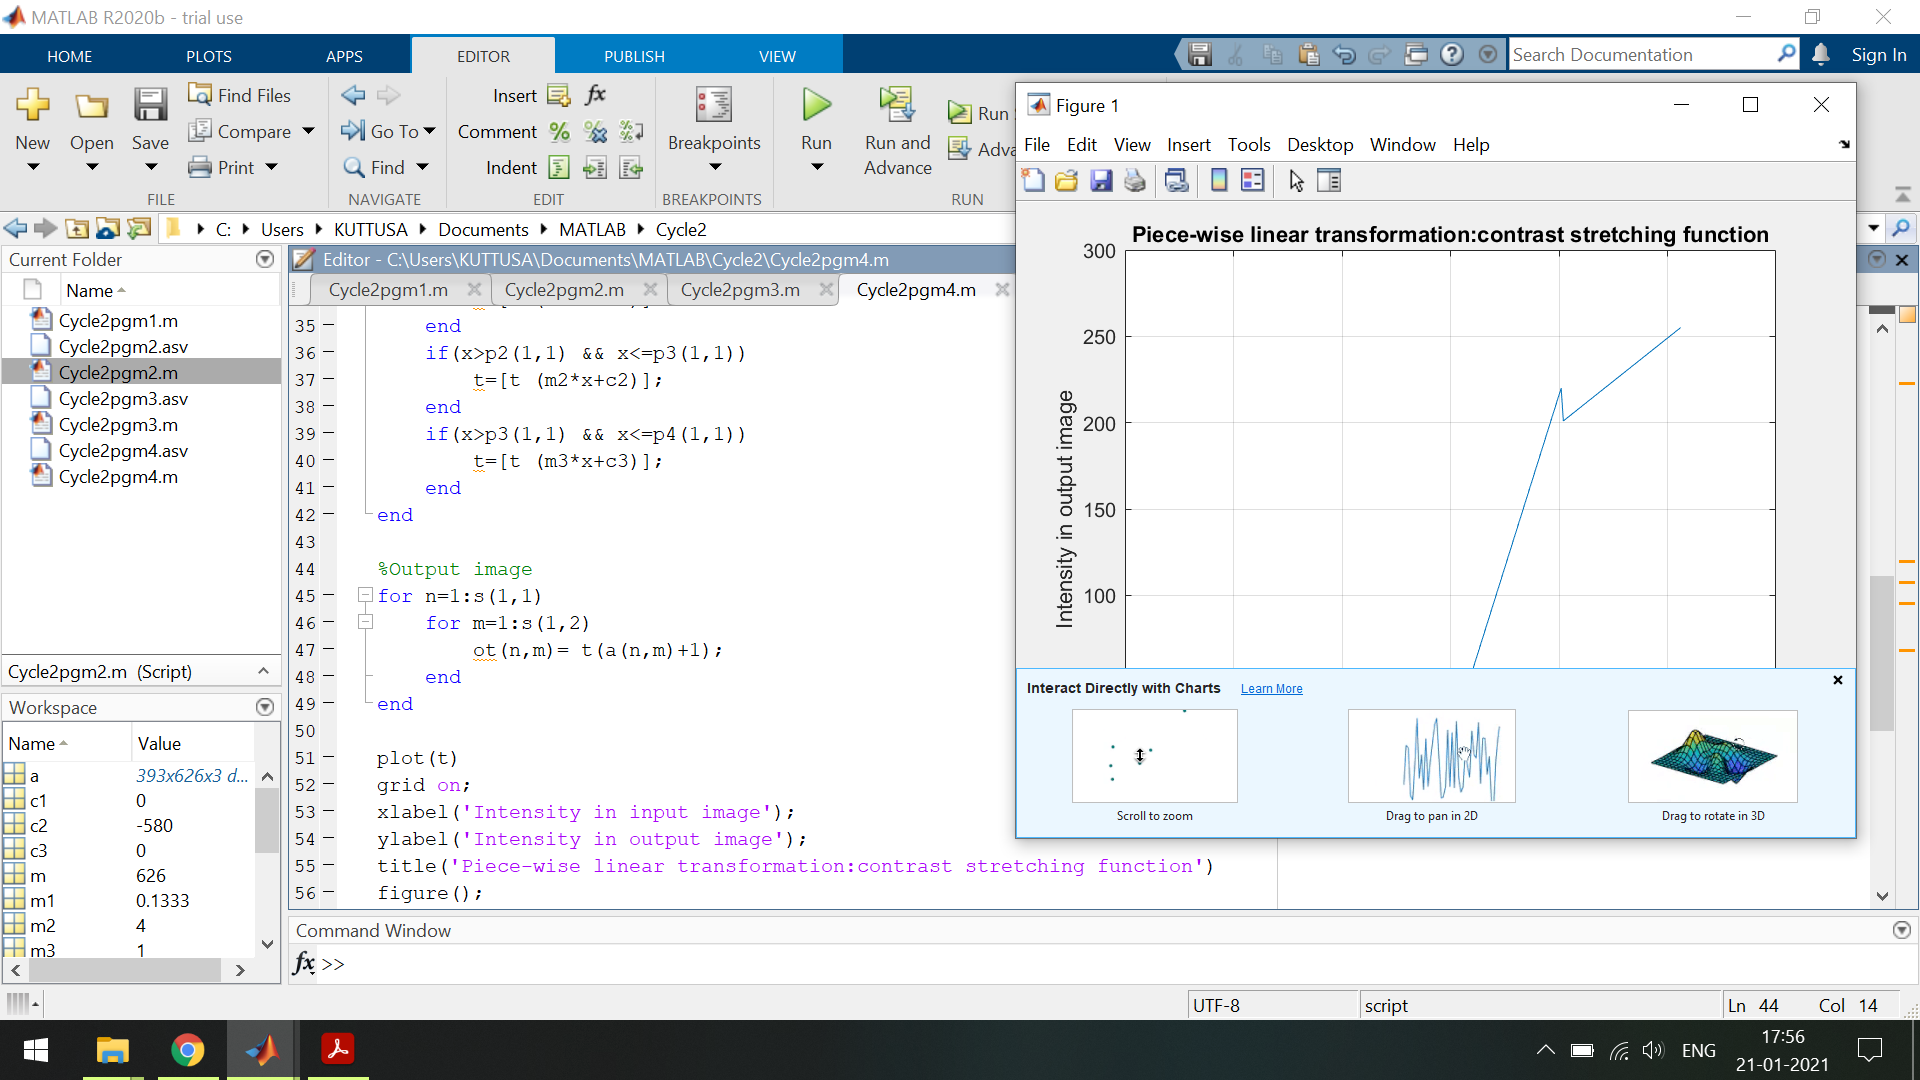 MATLAB R2020b - trial use
HOME PLOTS APPS EDITOR PUBLISH VIEW
Search Documentation
Sign In
New
Open
Save
Find Files
Compare
Print
FILE
Go To
Find
NAVIGATE
Insert
Comment
Indent
EDIT
Breakpoints
BREAKPOINTS
Run
Run and
Advance
Run
Adva
RUN
C: Users KUTTUSA Documents MATLAB Cycle2
Current Folder
Name
Cycle2pgm1.m
Cycle2pgm2.asv
Cycle2pgm2.m
Cycle2pgm3.asv
Cycle2pgm3.m
Cycle2pgm4.asv
Cycle2pgm4.m
Cycle2pgm2.m (Script)
Workspace
Name Value
a 393x626x3 d...
c1 0
c2 -580
c3 0
m 626
m1 0.1333
m2 4
m3 1
Editor - C:\Users\KUTTUSA\Documents\MATLAB\Cycle2\Cycle2pgm4.m
Cycle2pgm1.m Cycle2pgm2.m Cycle2pgm3.m Cycle2pgm4.m
35 end
36 if(x>p2(1,1) && x<=p3(1,1))
37 t=[t (m2*x+c2)];
38 end
39 if(x>p3(1,1) && x<=p4(1,1))
40 t=[t (m3*x+c3)];
41 end
42 end
43
44 %Output image
45 for n=1:s(1,1)
46 for m=1:s(1,2)
47 ot(n,m)= t(a(n,m)+1);
48 end
49 end
50
51 plot(t)
52 grid on;
53 xlabel('Intensity in input image');
54 ylabel('Intensity in output image');
55 title('Piece-wise linear transformation:contrast stretching function')
56 figure();
Command Window
fx >>
UTF-8 script Ln 44 Col 14
Figure 1
File Edit View Insert Tools Desktop Window Help
Piece-wise linear transformation:contrast stretching function
300
250
200
150
100
Intensity in output image
Interact Directly with Charts Learn More
Scroll to zoom
Drag to pan in 2D
Drag to rotate in 3D
ENG
17:56
21-01-2021